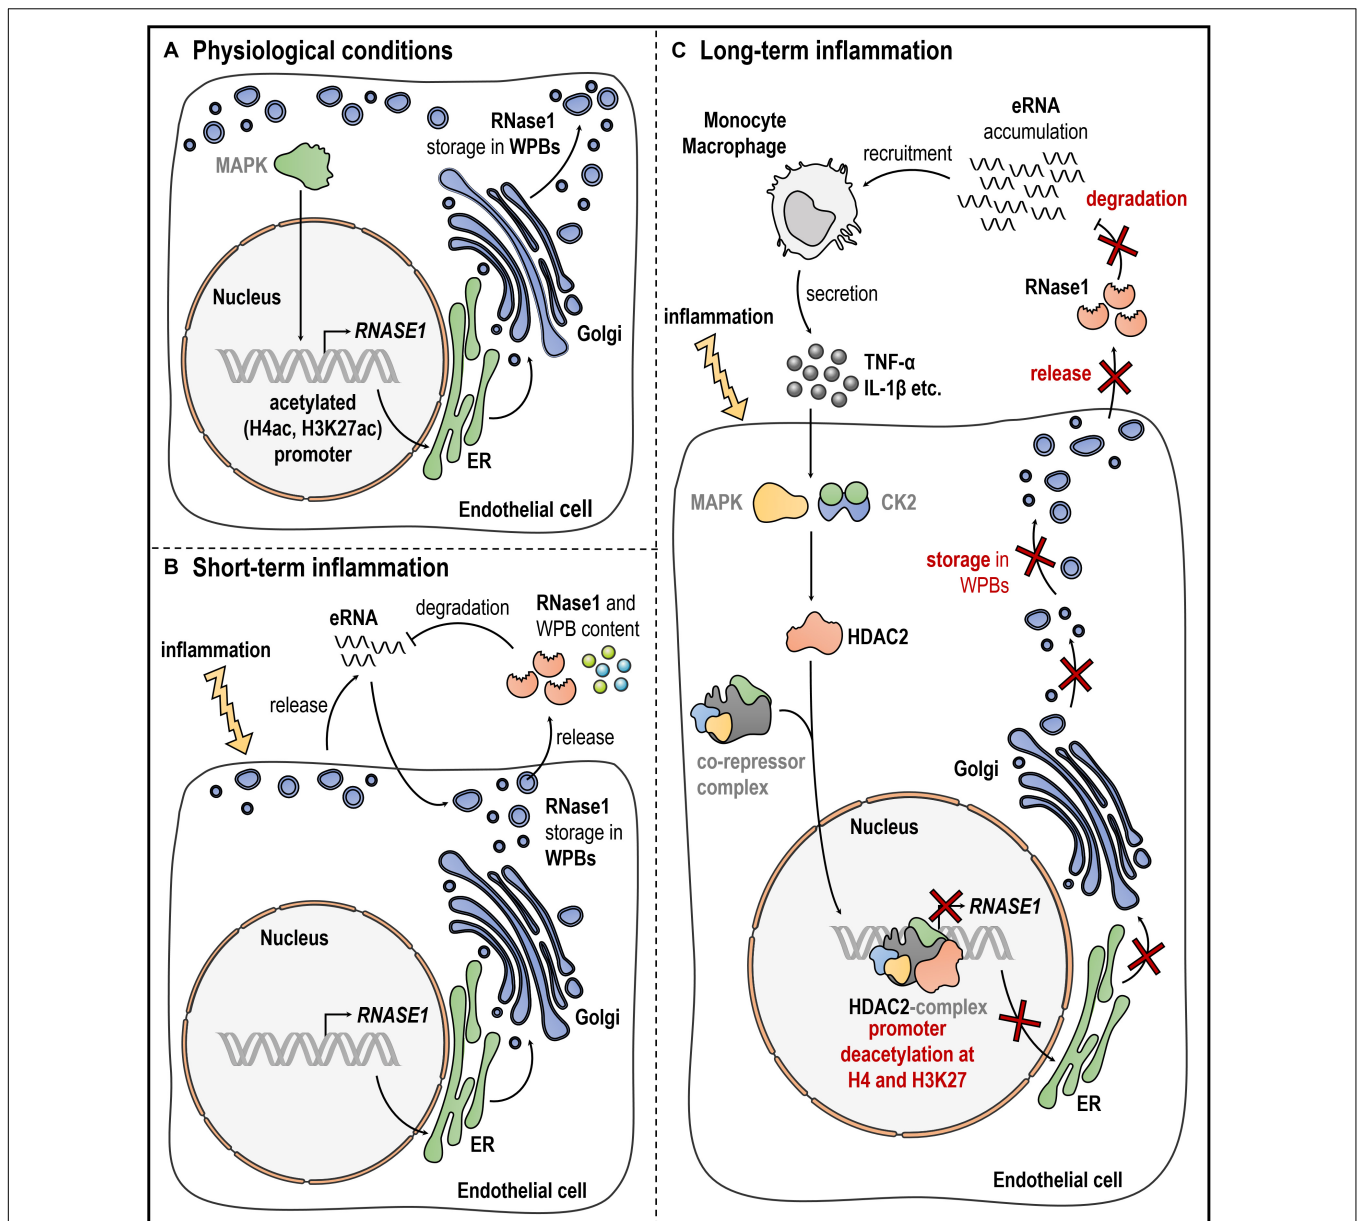 A Physiological conditions
RNase1
storage in WPBs
MAPK
Nucleus
RNASE1
Golgi
acetylated
(H4ac, H3K27ac)
promoter
ER
Endothelial cell
B Short-term inflammation
eRNA
degradation
RNase1 and
WPB content
inflammation
release
release
RNase1
storage in
WPBs
Nucleus
RNASE1
Golgi
ER
Endothelial cell
C Long-term inflammation
eRNA
accumulation
Monocyte
Macrophage
recruitment
degradation
RNase1
secretion
inflammation
TNF-α
IL-1β etc.
release
MAPK
CK2
storage in
WPBs
HDAC2
co-repressor
complex
Golgi
Nucleus
RNASE1
HDAC2-complex
promoter
deacetylation at
H4 and H3K27
ER
Endothelial cell